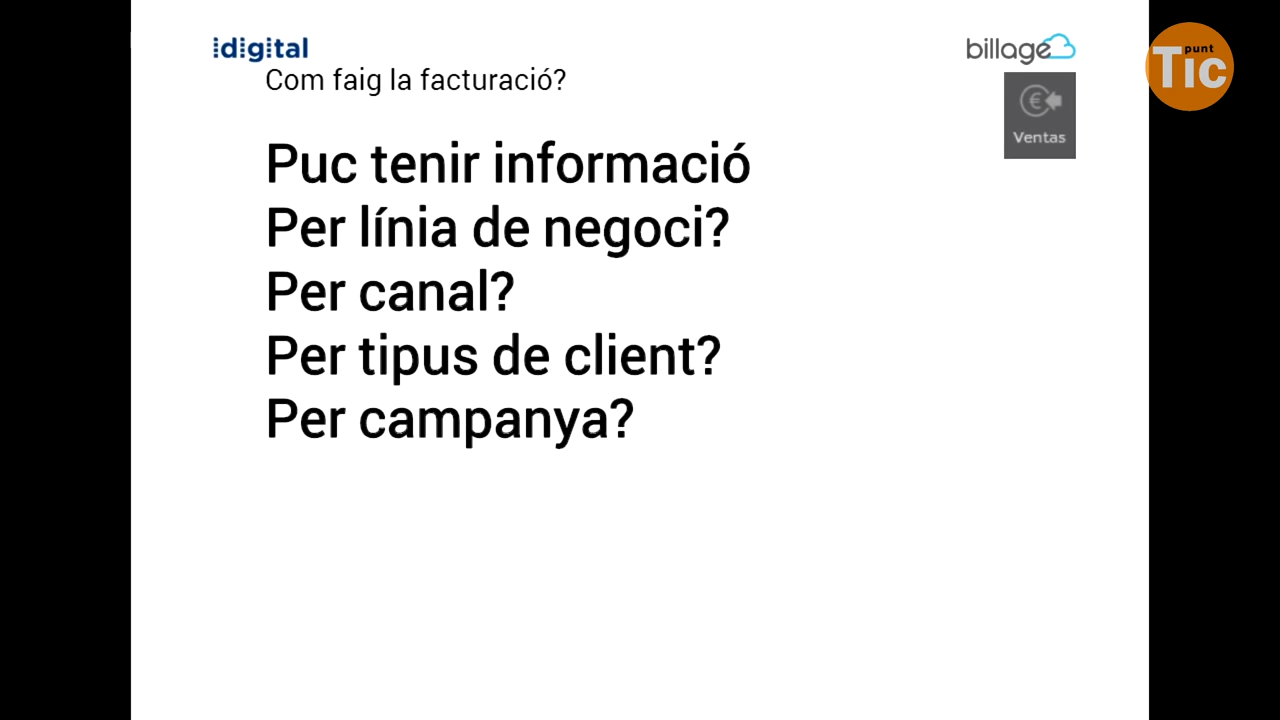 idigital
billage
punt
Tic
Com faig la facturació?
€
Ventas
Puc tenir informació
Per línia de negoci?
Per canal?
Per tipus de client?
Per campanya?